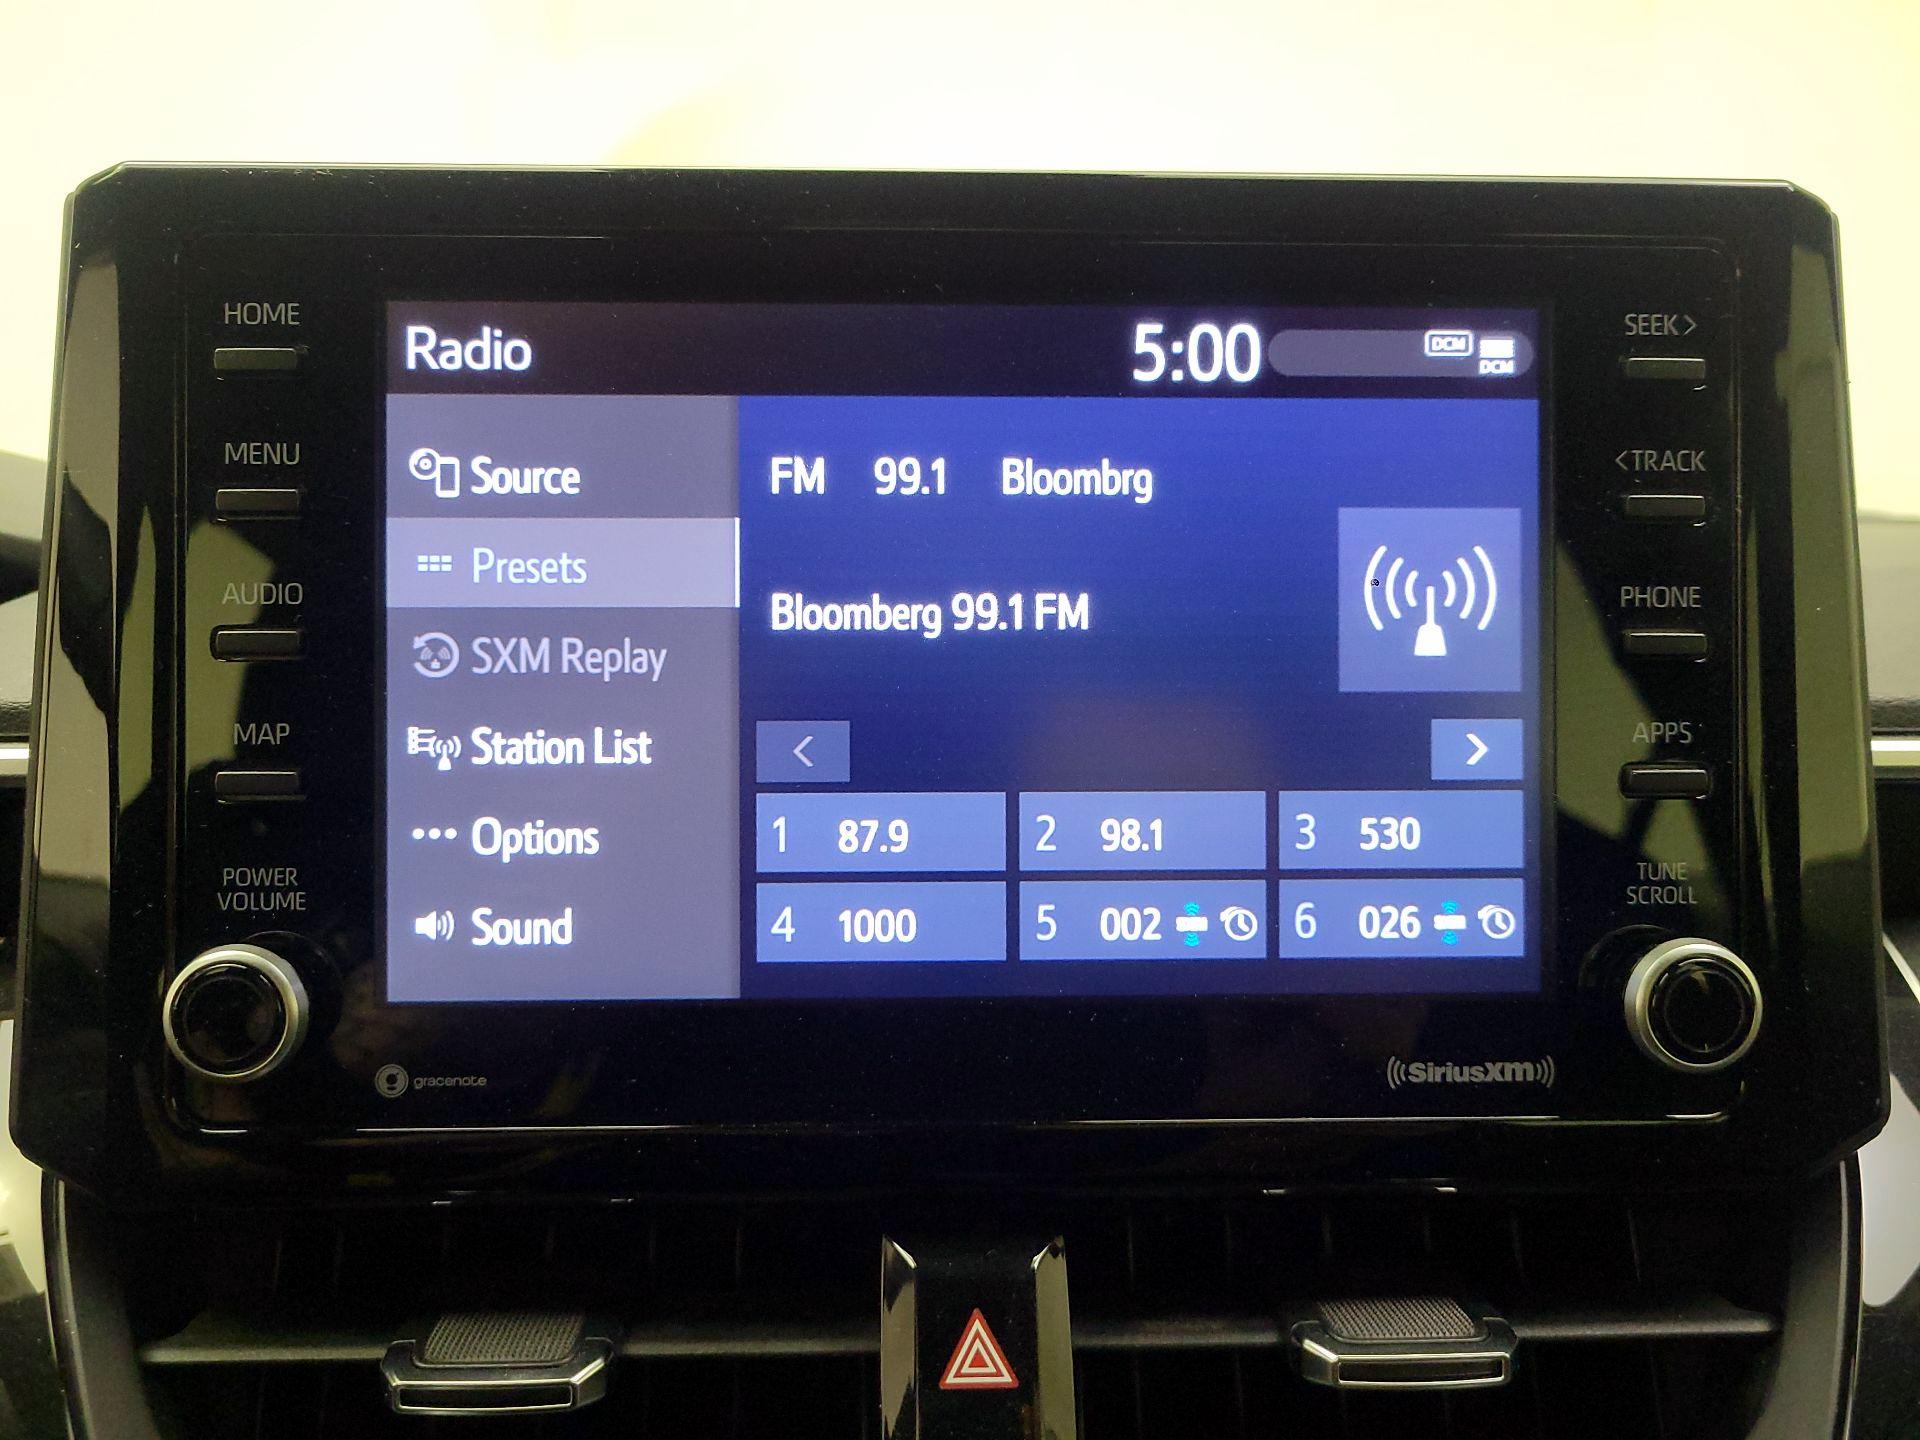 HOME
MENU
AUDIO
MAP
POWER
VOLUME
Radio
5:00
DCM
DCM
Source
Presets
SXM Replay
Station List
Options
Sound
FM 99.1 Bloombrg
Bloomberg 99.1 FM
<
>
1 87.9
2 98.1
3 530
4 1000
5 002
6 026
SEEK>
<TRACK
PHONE
APPS
TUNE
SCROLL
gracenote
SiriusXM